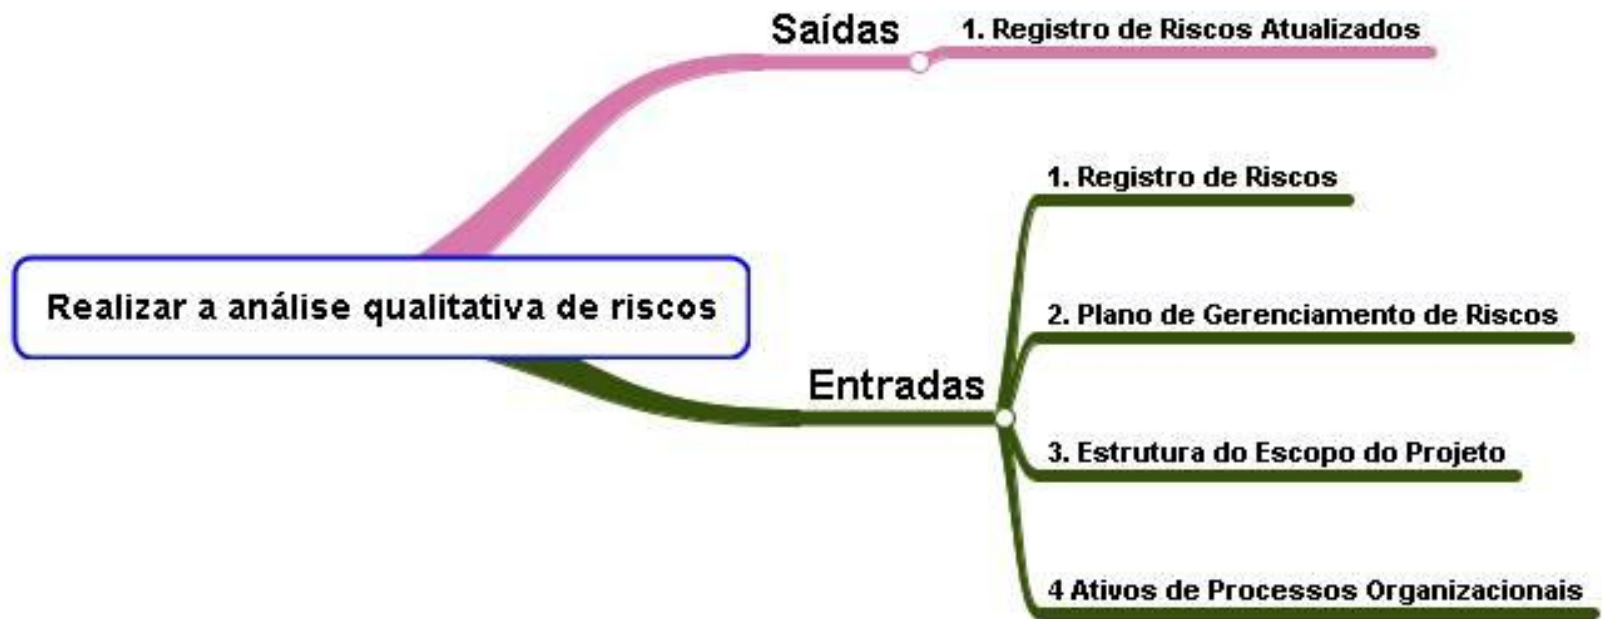 Saídas
1. Registro de Riscos Atualizados
Realizar a análise qualitativa de riscos
Entradas
1. Registro de Riscos
2. Plano de Gerenciamento de Riscos
3. Estrutura do Escopo do Projeto
4 Ativos de Processos Organizacionais